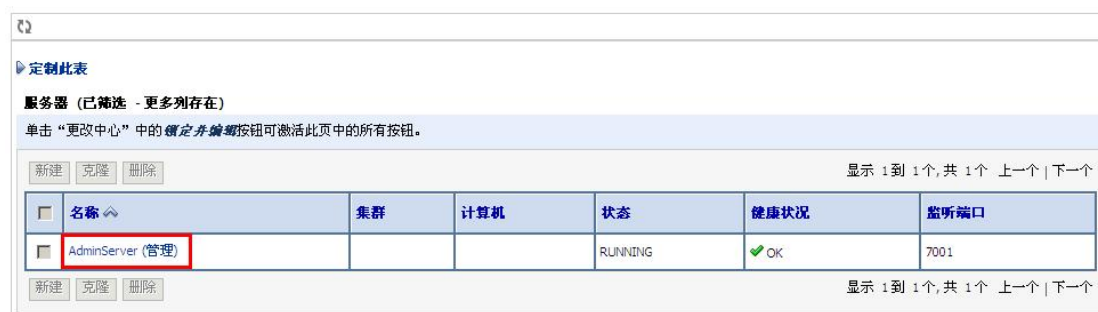 定制此表
服务器 (已筛选 - 更多列存在)
单击“更改中心”中的锁定并编辑按钮可激活此页中的所有按钮。
新建 克隆 删除 显示 1到 1个,共 1个 上一个 | 下一个
名称 集群 计算机 状态 健康状况 监听端口
AdminServer (管理) RUNNING OK 7001
新建 克隆 删除 显示 1到 1个,共 1个 上一个 | 下一个